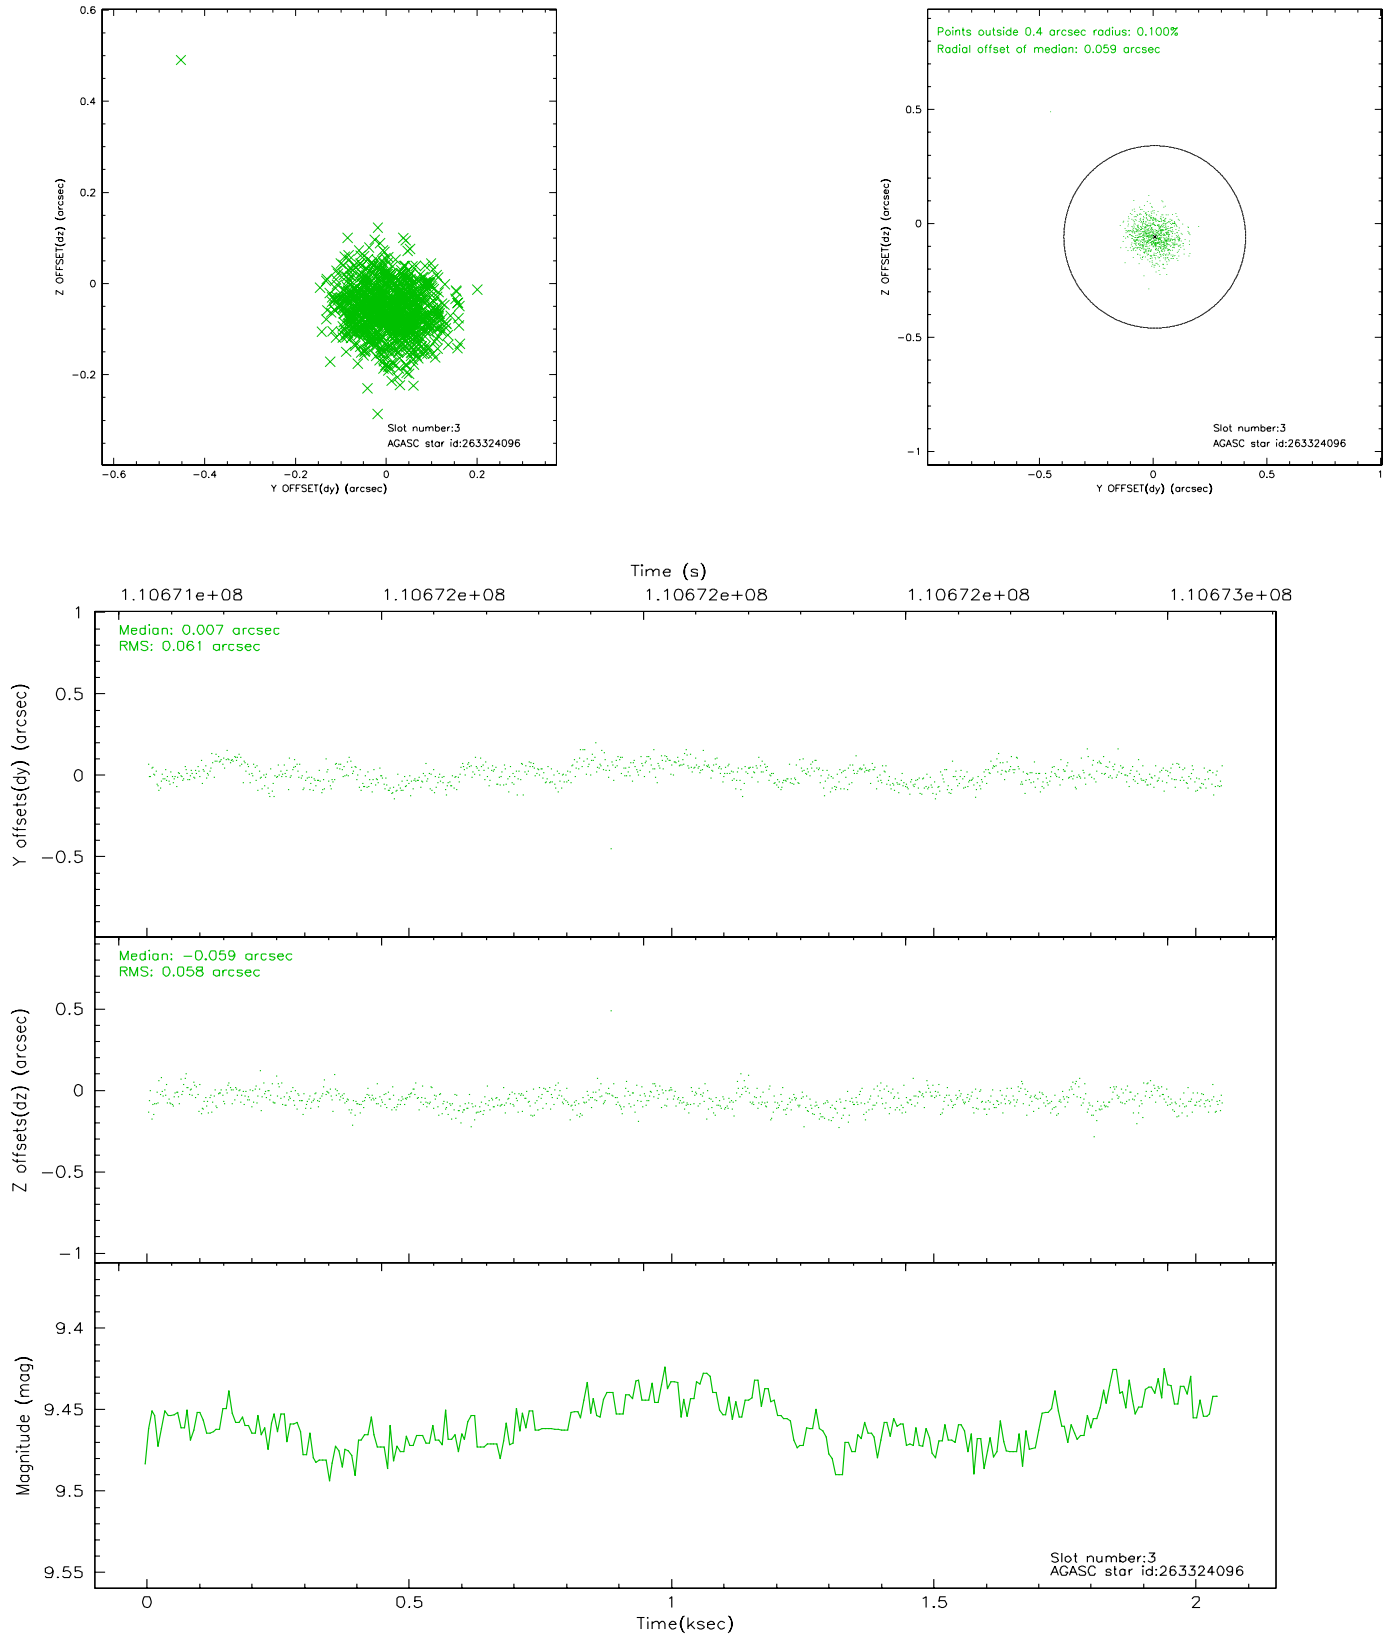 0.6
0.4
0.2
0
−0.2
Z OFFSET(dz) (arcsec)
Slot number:3
AGASC star id:263324096
−0.6 −0.4 −0.2 0 0.2
Y OFFSET(dy) (arcsec)
Points outside 0.4 arcsec radius: 0.100%
Radial offset of median: 0.059 arcsec
0.5
0
−0.5
−1
Z OFFSET(dz) (arcsec)
Slot number:3
AGASC star id:263324096
−0.5 0 0.5 1
Y OFFSET(dy) (arcsec)
Time (s)
1.10671e+08 1.10672e+08 1.10672e+08 1.10672e+08 1.10673e+08
Median: 0.007 arcsec
RMS: 0.061 arcsec
1
0.5
0
−0.5
Y offsets(dy) (arcsec)
Median: −0.059 arcsec
RMS: 0.058 arcsec
0.5
0
−0.5
−1
Z offsets(dz) (arcsec)
9.4
9.45
9.5
9.55
Magnitude (mag)
Slot number:3
AGASC star id:263324096
0 0.5 1 1.5 2
Time(ksec)